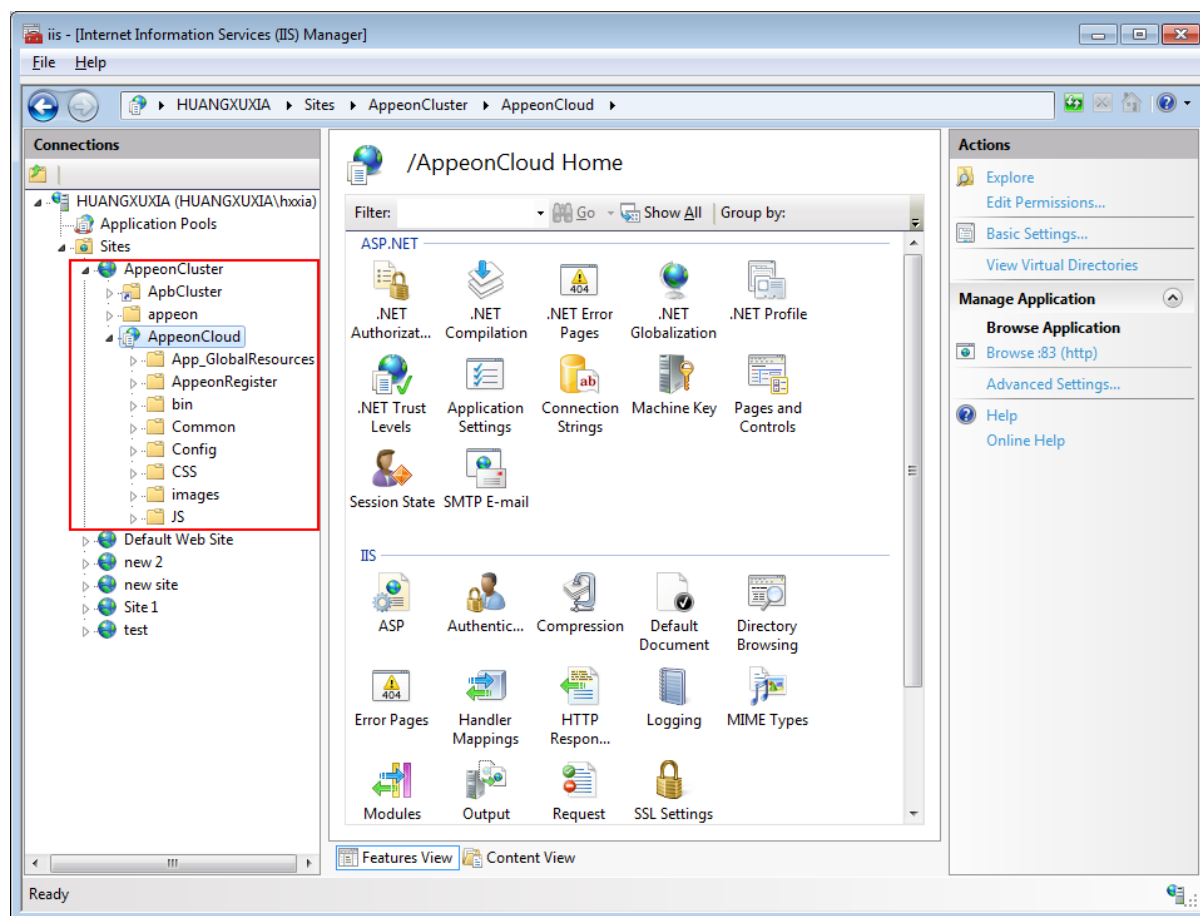 iis - [Internet Information Services (IIS) Manager]
File Help
HUANGXUXIA Sites AppeonCluster AppeonCloud
Connections
HUANGXUXIA (HUANGXUXIA\hxxia)
Application Pools
Sites
AppeonCluster
ApbCluster
appeon
AppeonCloud
App_GlobalResources
AppeonRegister
bin
Common
Config
CSS
images
JS
Default Web Site
new 2
new site
Site 1
test
/AppeonCloud Home
Filter: Go Show All Group by:
ASP.NET
.NET Authorizat...
.NET Compilation
.NET Error Pages
.NET Globalization
.NET Profile
.NET Trust Levels
Application Settings
Connection Strings
Machine Key
Pages and Controls
Session State
SMTP E-mail
IIS
ASP
Authentic...
Compression
Default Document
Directory Browsing
Error Pages
Handler Mappings
HTTP Respon...
Logging
MIME Types
Modules
Output
Request
SSL Settings
Features View Content View
Actions
Explore
Edit Permissions...
Basic Settings...
View Virtual Directories
Manage Application
Browse Application
Browse :83 (http)
Advanced Settings...
Help
Online Help
Ready